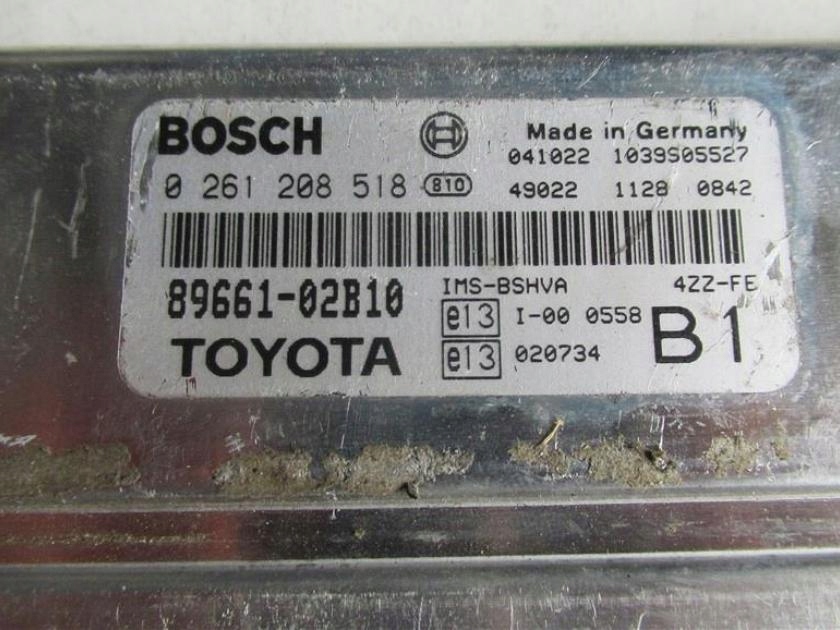 BOSCH
Made in Germany
041022 1039S05527
0 261 208 518 810
49022 1128 0842
89661-02B10
IMS-BSHVA 4ZZ-FE
e13 I-00 0558
B1
TOYOTA
e13 020734